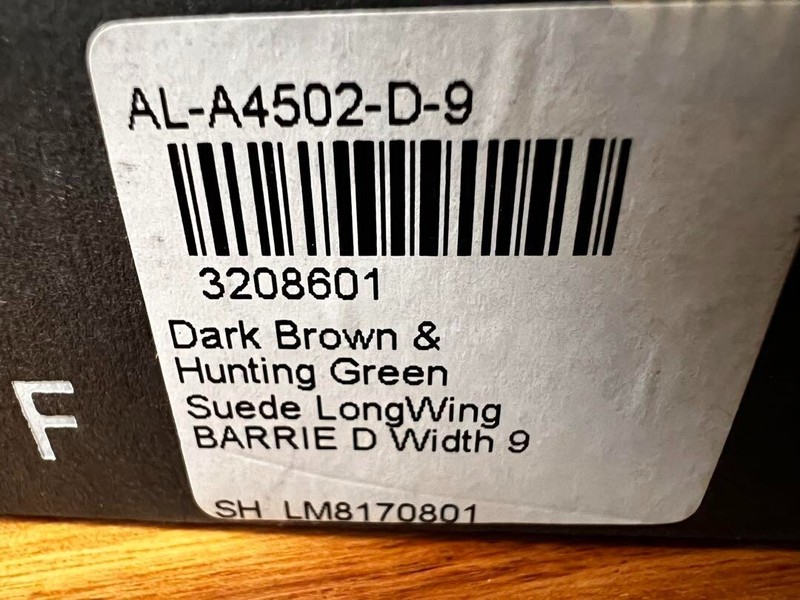 AL-A4502-D-9
3208601
Dark Brown &
Hunting Green
Suede LongWing
BARRIE D Width 9
SH LM8170801
F